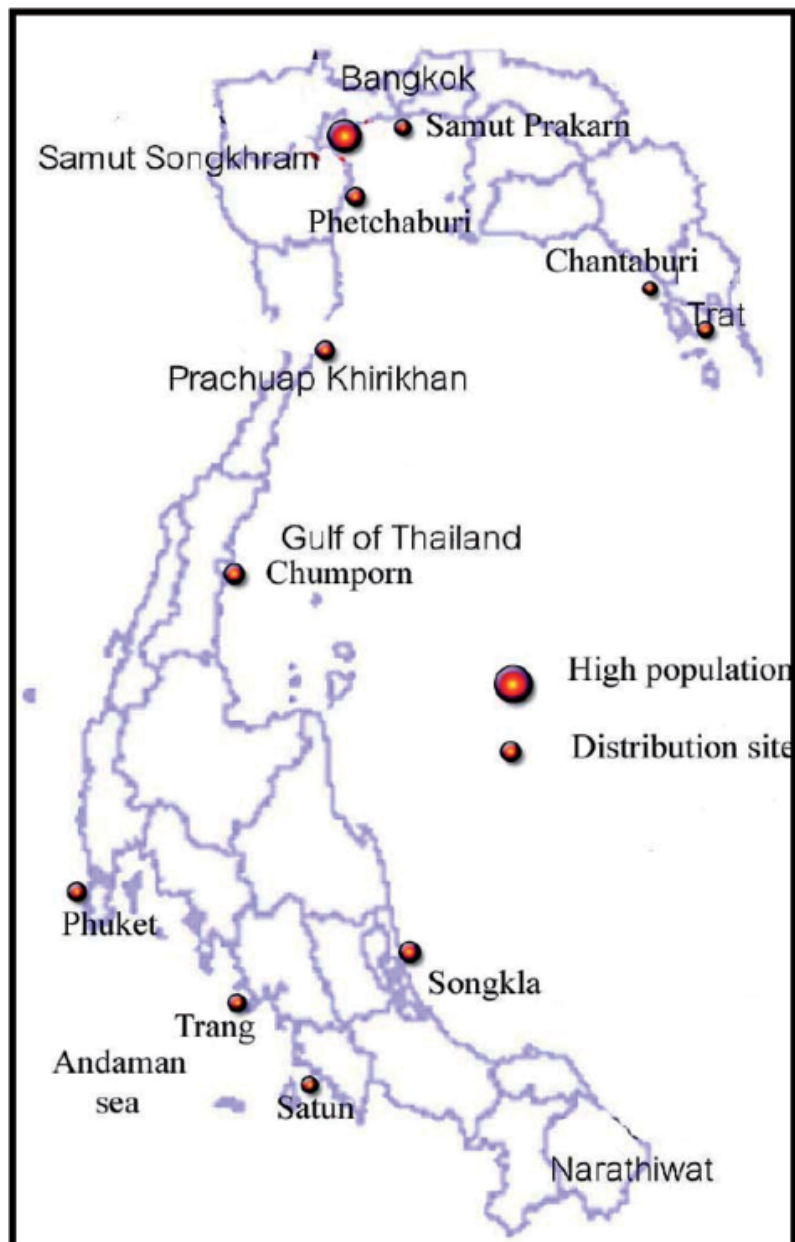 Bangkok
Samut Prakarn
Samut Songkhram
Phetchaburi
Chantaburi
Trat
Prachuap Khirikhan
Gulf of Thailand
Chumporn
High population
Distribution site
Phuket
Songkla
Trang
Andaman
sea
Satun
Narathiwat